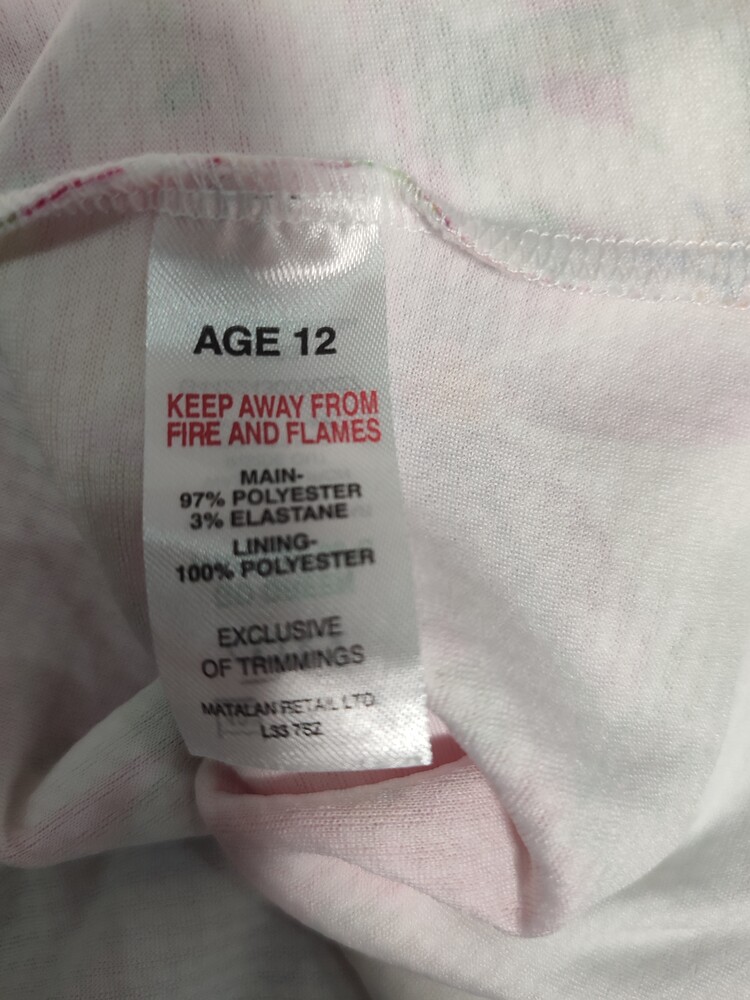 AGE 12
KEEP AWAY FROM
FIRE AND FLAMES
MAIN-
97% POLYESTER
3% ELASTANE
LINING-
100% POLYESTER
EXCLUSIVE
OF TRIMMINGS
MATALAN RETAIL LTD
L33 7SZ